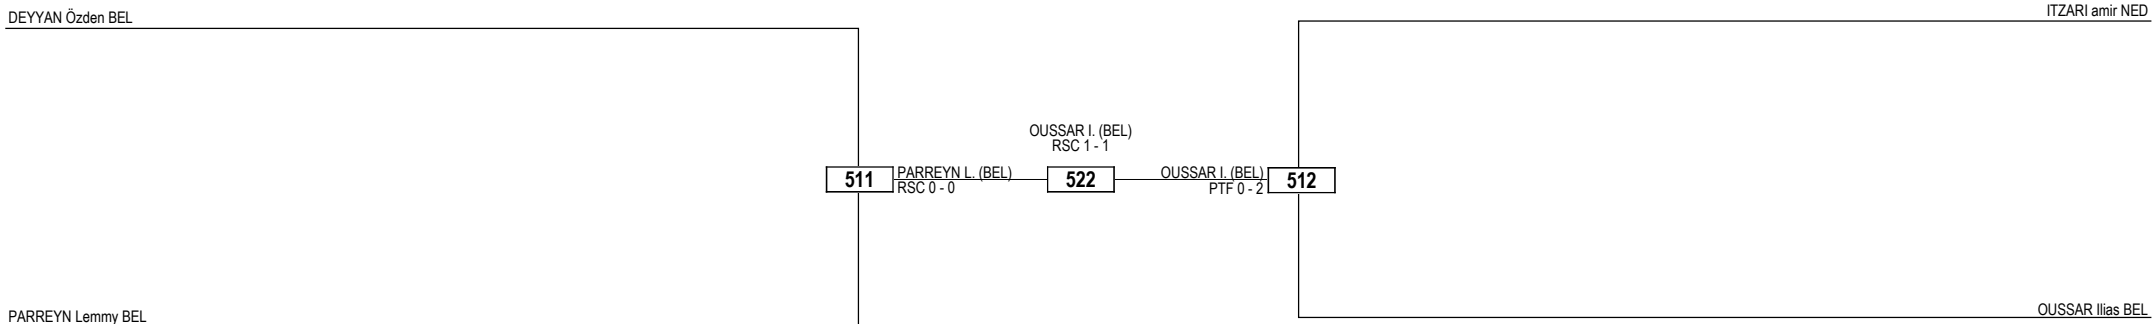 DEYYAN Özden BEL
ITZARI amir NED
OUSSAR I. (BEL)
RSC 1 - 1
511
PARREYN L. (BEL)
RSC 0 - 0
522
OUSSAR I. (BEL)
PTF 0 - 2
512
PARREYN Lemmy BEL
OUSSAR Ilias BEL